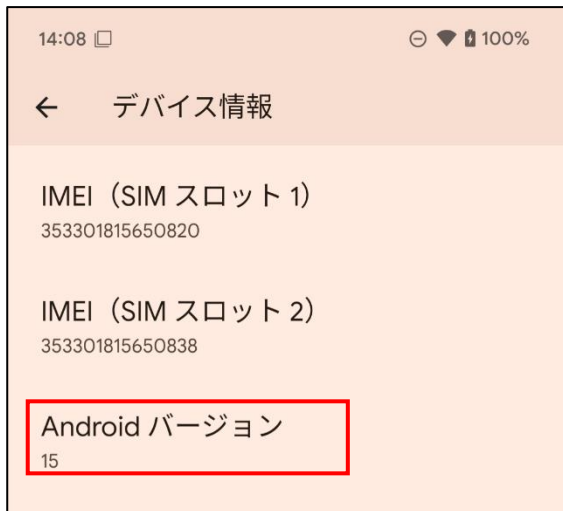 14:08 100%
デバイス情報
IMEI（SIM スロット 1）
353301815650820
IMEI（SIM スロット 2）
353301815650838
Android バージョン
15